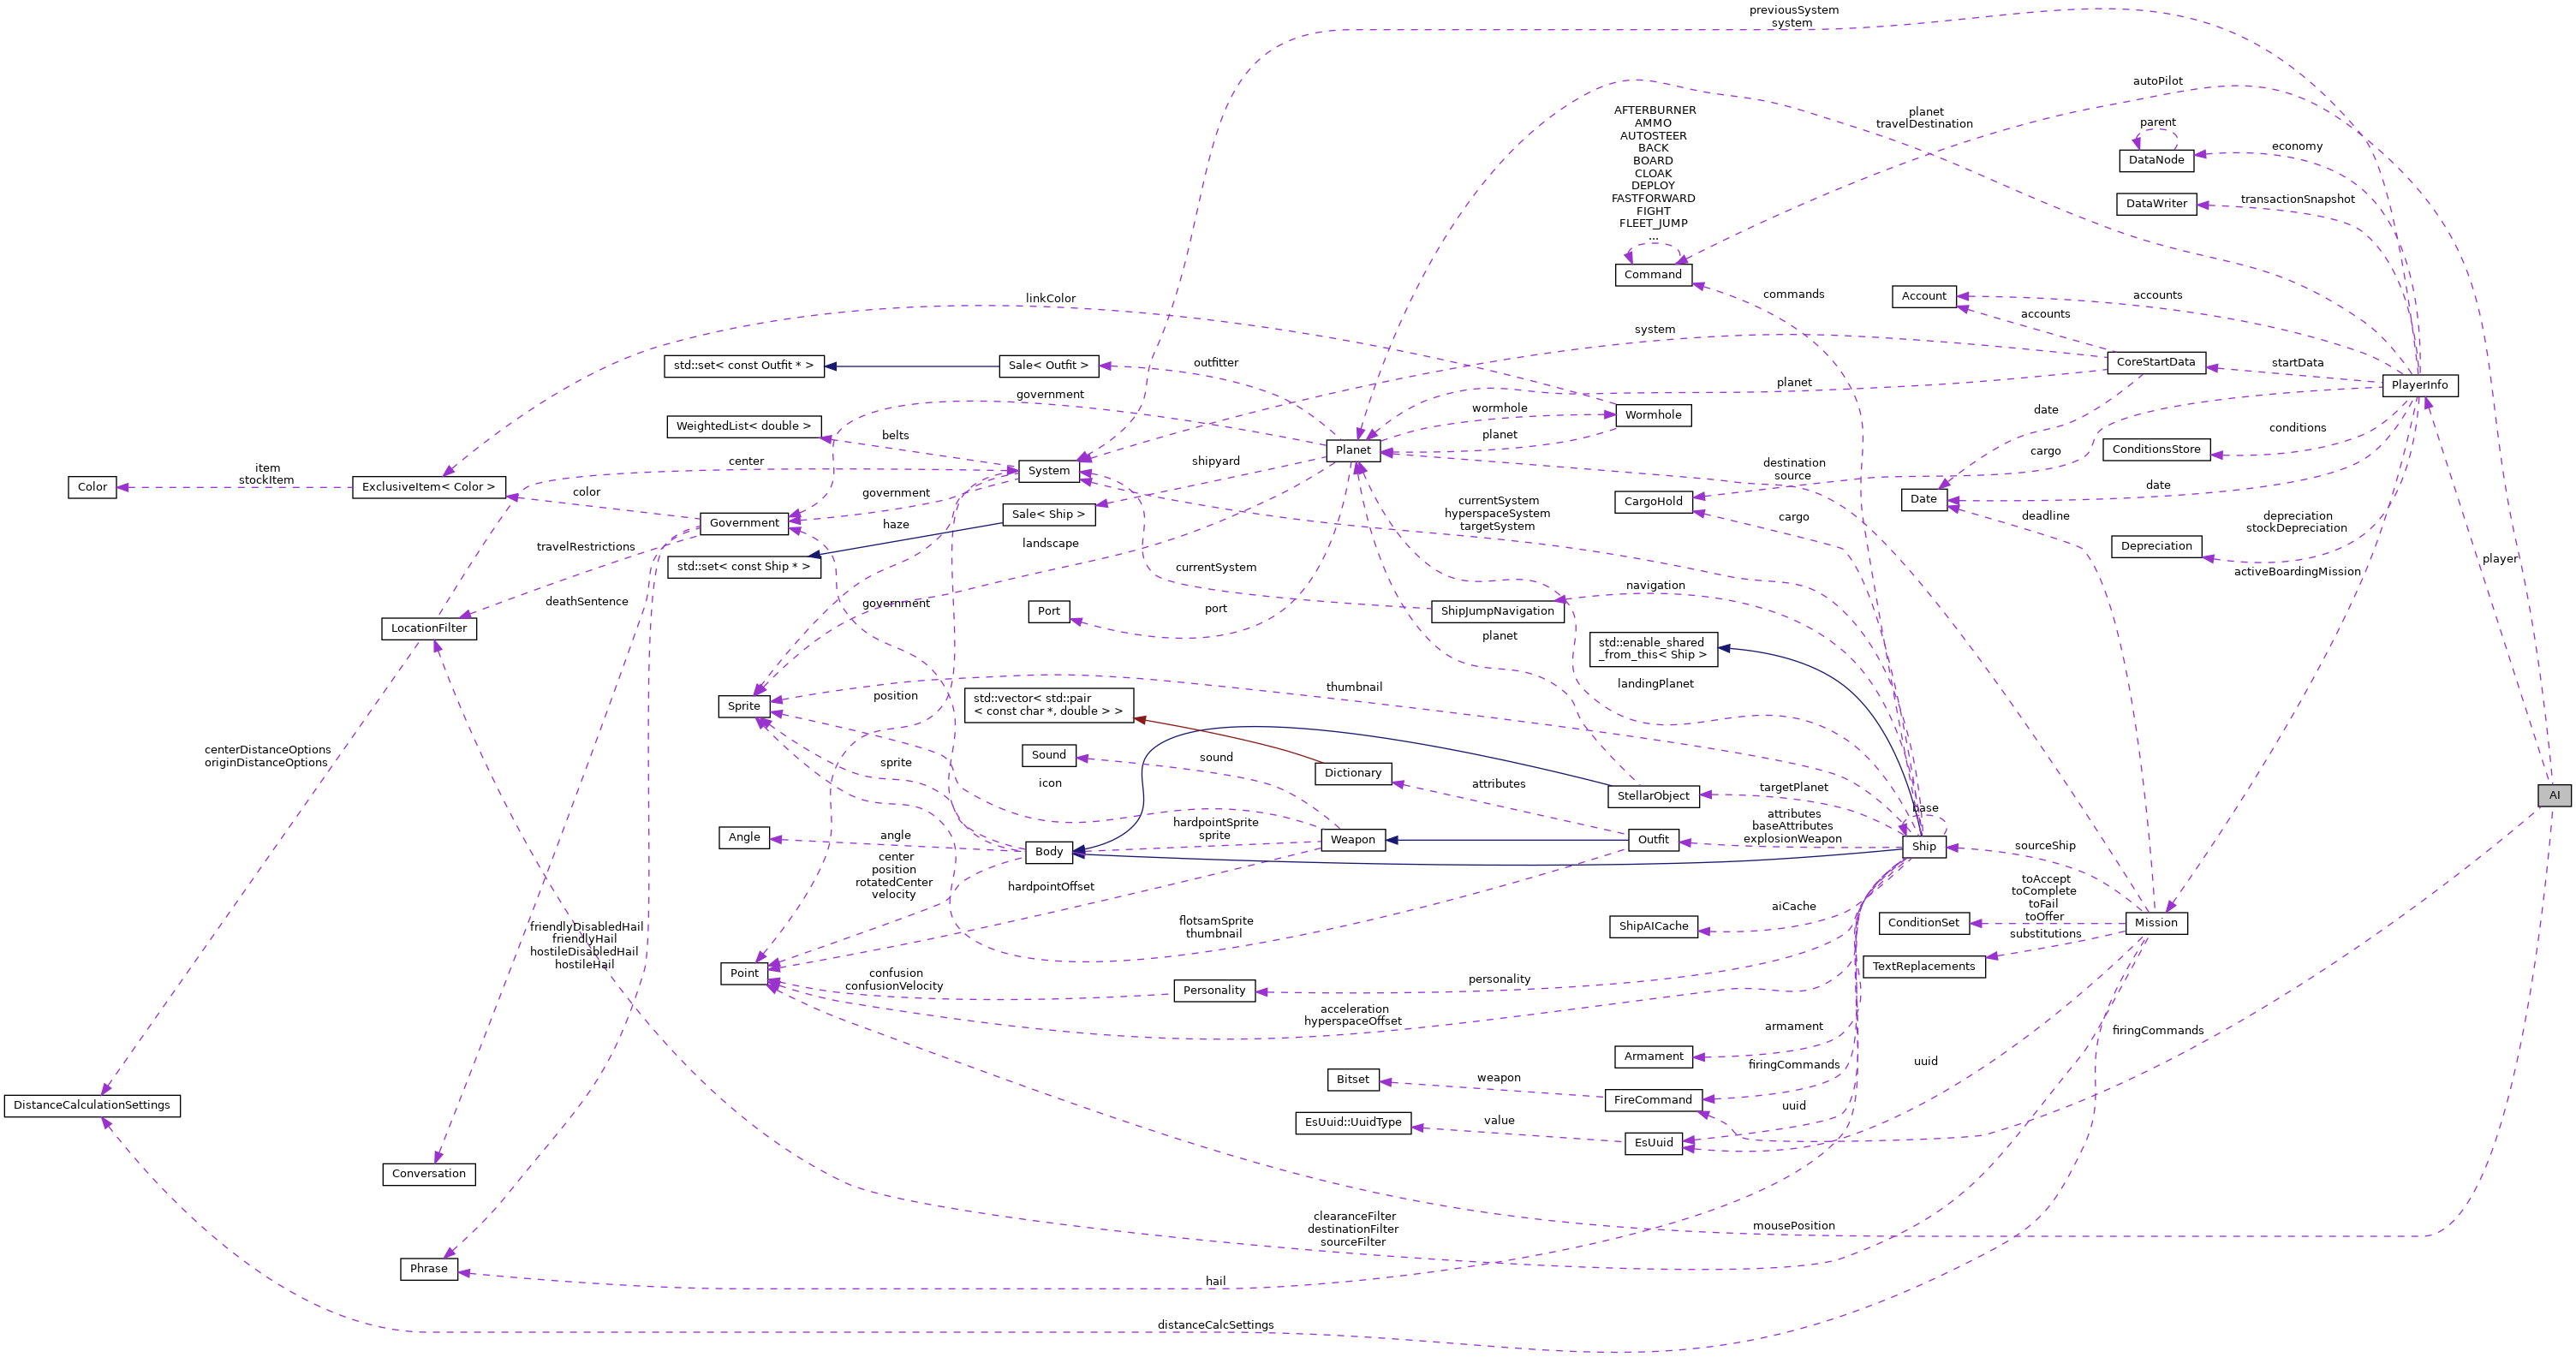 previousSystem
system
autoPilot
planet
travelDestination
AFTERBURNER
AMMO
AUTOSTEER
BACK
BOARD
CLOAK
DEPLOY
FASTFORWARD
FIGHT
FLEET_JUMP
...
parent
DataNode
economy
DataWriter
transactionSnapshot
Command
commands
linkColor
Account
accounts
accounts
system
std::set< const Outfit * >
Sale< Outfit >
outfitter
CoreStartData
startData
PlayerInfo
planet
government
WeightedList< double >
belts
wormhole
Wormhole
date
conditions
ConditionsStore
planet
Planet
cargo
center
System
shipyard
destination
source
item
stockItem
Color
ExclusiveItem< Color >
color
government
currentSystem
hyperspaceSystem
targetSystem
CargoHold
cargo
Date
date
deadline
depreciation
stockDepreciation
Government
haze
Sale< Ship >
landscape
travelRestrictions
std::set< const Ship * >
Depreciation
player
currentSystem
activeBoardingMission
deathSentence
government
Port
port
ShipJumpNavigation
navigation
LocationFilter
planet
std::enable_shared
_from_this< Ship >
landingPlanet
thumbnail
Sprite
position
std::vector< std::pair
< const char *, double > >
centerDistanceOptions
originDistanceOptions
sprite
Sound
sound
icon
Dictionary
attributes
StellarObject
targetPlanet
AI
base
Angle
angle
Body
hardpointSprite
sprite
Weapon
Outfit
attributes
baseAttributes
explosionWeapon
Ship
sourceShip
center
position
rotatedCenter
velocity
hardpointOffset
toAccept
toComplete
toFail
toOffer
aiCache
ShipAICache
ConditionSet
Mission
flotsamSprite
thumbnail
friendlyDisabledHail
friendlyHail
hostileDisabledHail
hostileHail
substitutions
TextReplacements
Point
confusion
confusionVelocity
Personality
personality
acceleration
hyperspaceOffset
armament
Armament
firingCommands
firingCommands
uuid
Bitset
weapon
FireCommand
DistanceCalculationSettings
EsUuid::UuidType
value
uuid
EsUuid
Conversation
clearanceFilter
destinationFilter
sourceFilter
mousePosition
Phrase
hail
distanceCalcSettings